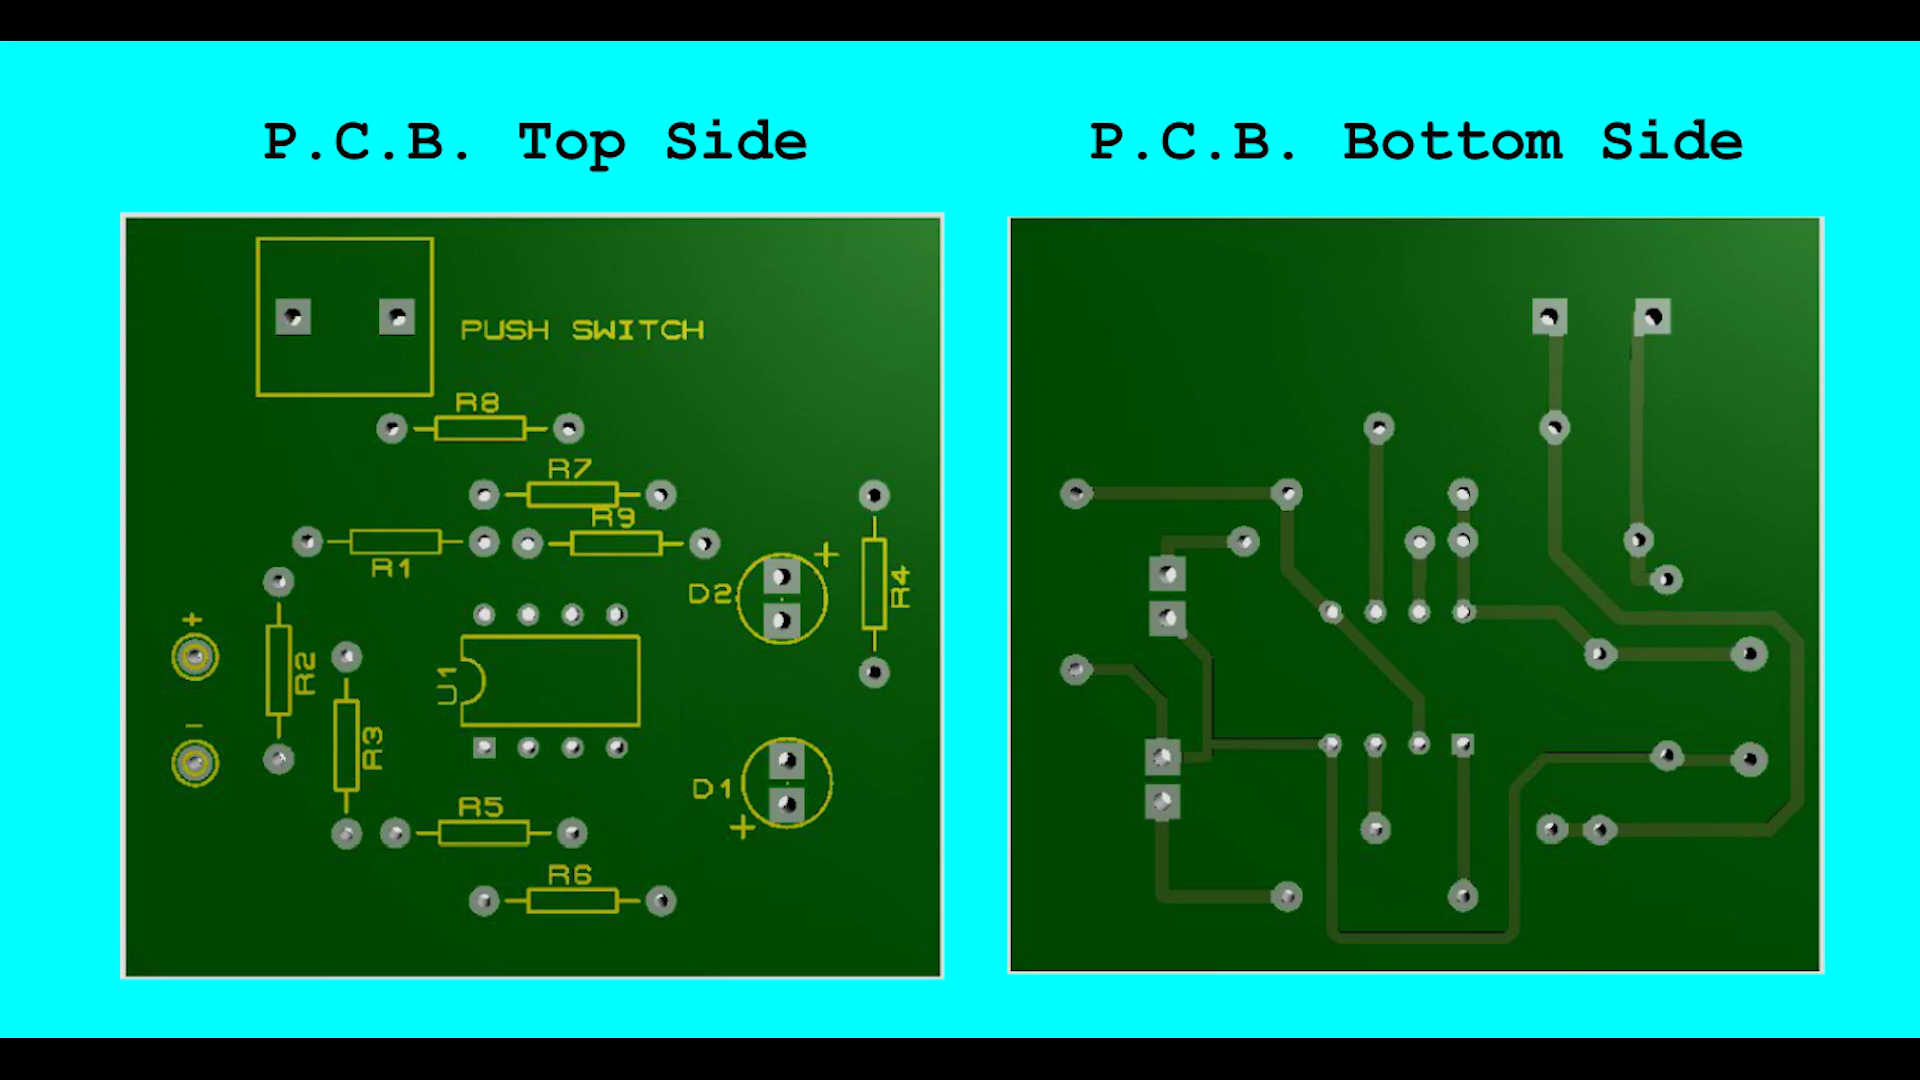 P.C.B. Top Side
P.C.B. Bottom Side
PUSH SWITCH
R8
R7
R9
R1
+
D2
R4
+
R2
U1
R3
−
D1
+
R5
R6